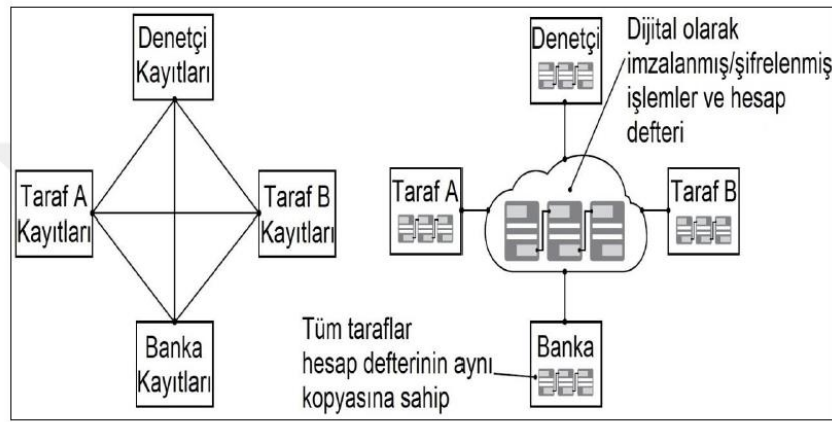 Denetçi
Kayıtları
Taraf A
Kayıtları
Taraf B
Kayıtları
Banka
Kayıtları
Denetçi
Dijital olarak
imzalanmış/şifrelenmiş
işlemler ve hesap
defteri
Taraf A
Taraf B
Tüm taraflar
hesap defterinin aynı
kopyasına sahip
Banka